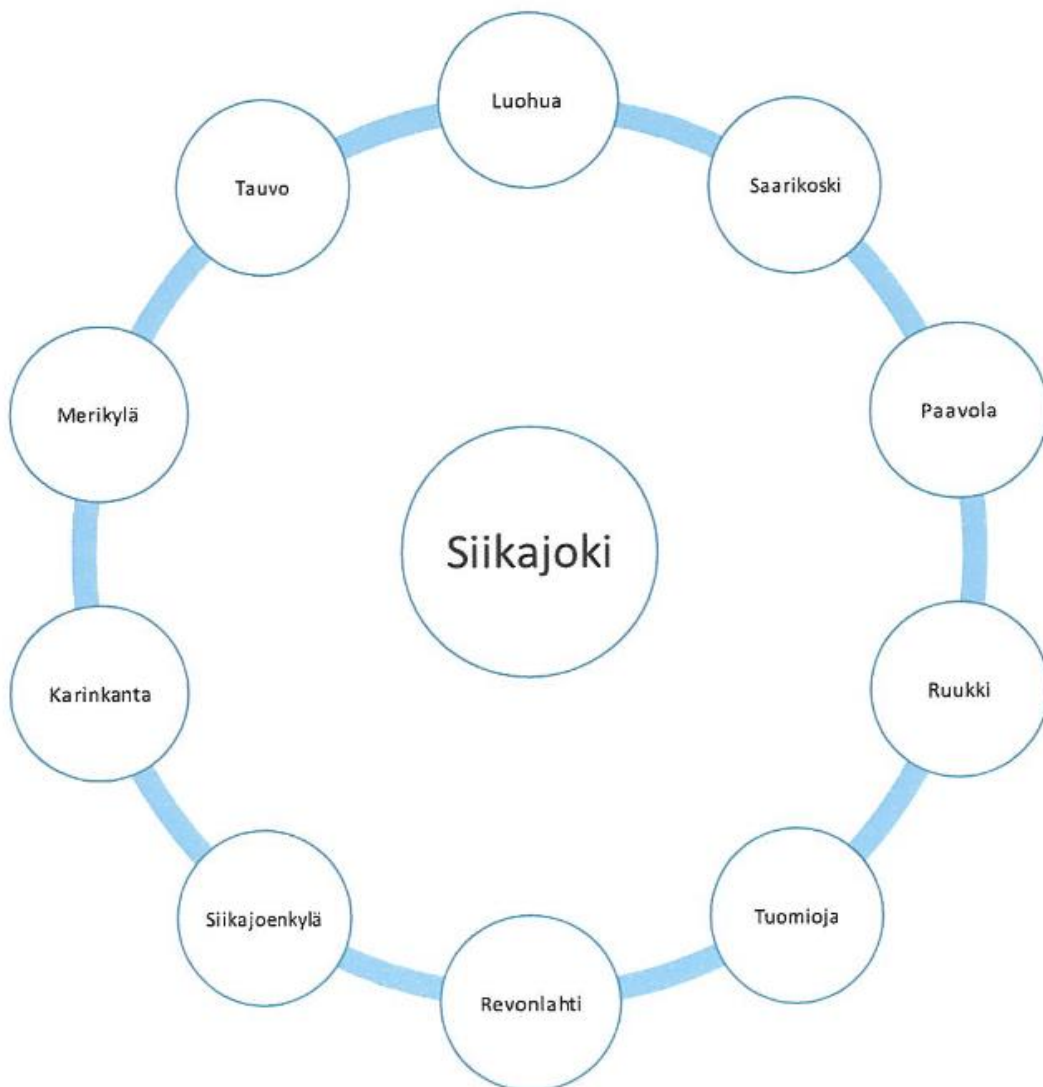 Luohua
Saarikoski
Paavola
Ruukki
Tuomioja
Revonlahti
Siikajoenkylä
Karinkanta
Merikylä
Tauvo
Siikajoki